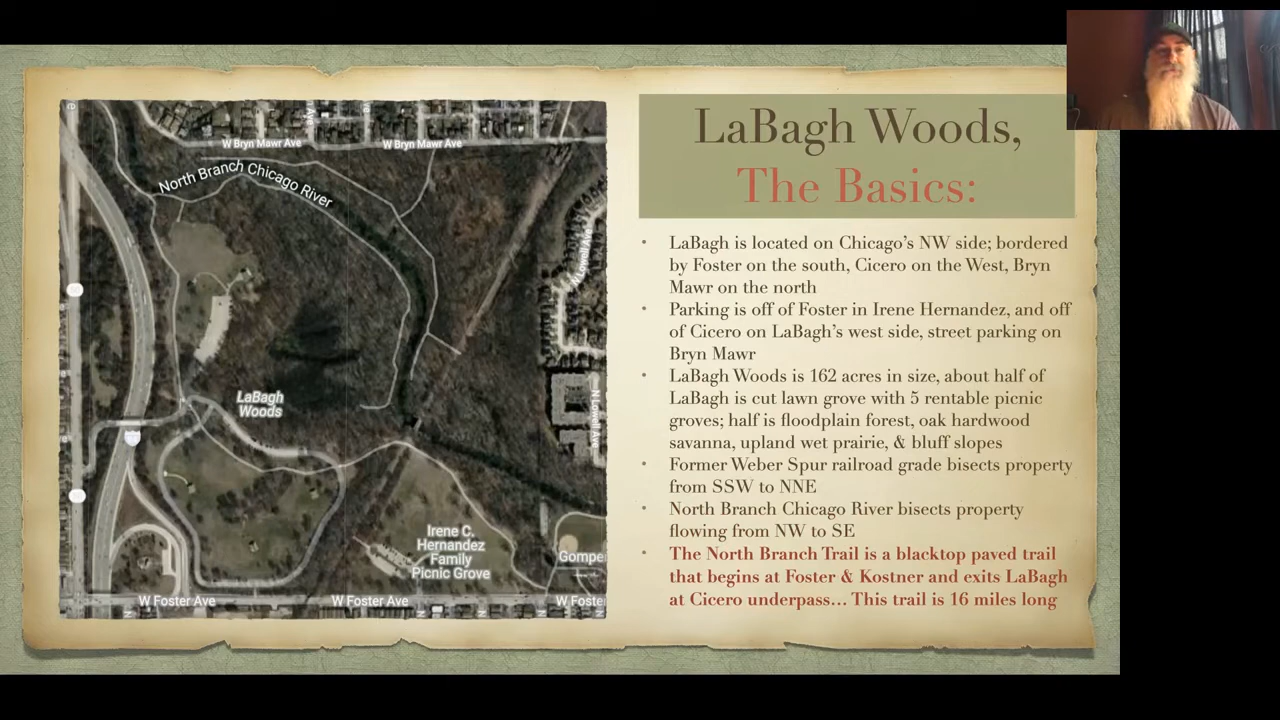 W Bryn Mawr Ave
W Bryn Mawr Ave
North Branch Chicago River
N Lowell Ave
LaBagh
Woods
N Lowell Ave
Irene C.
Hernandez
Family
Picnic Grove
Gompe
W Foster Ave
W Foster Ave
W Foste
LaBagh Woods,
The Basics:
• LaBagh is located on Chicago’s NW side; bordered
by Foster on the south, Cicero on the West, Bryn
Mawr on the north
• Parking is off of Foster in Irene Hernandez, and off
of Cicero on LaBagh’s west side, street parking on
Bryn Mawr
• LaBagh Woods is 162 acres in size, about half of
LaBagh is cut lawn grove with 5 rentable picnic
groves; half is floodplain forest, oak hardwood
savanna, upland wet prairie, & bluff slopes
• Former Weber Spur railroad grade bisects property
from SSW to NNE
• North Branch Chicago River bisects property
flowing from NW to SE
• The North Branch Trail is a blacktop paved trail
that begins at Foster & Kostner and exits LaBagh
at Cicero underpass... This trail is 16 miles long